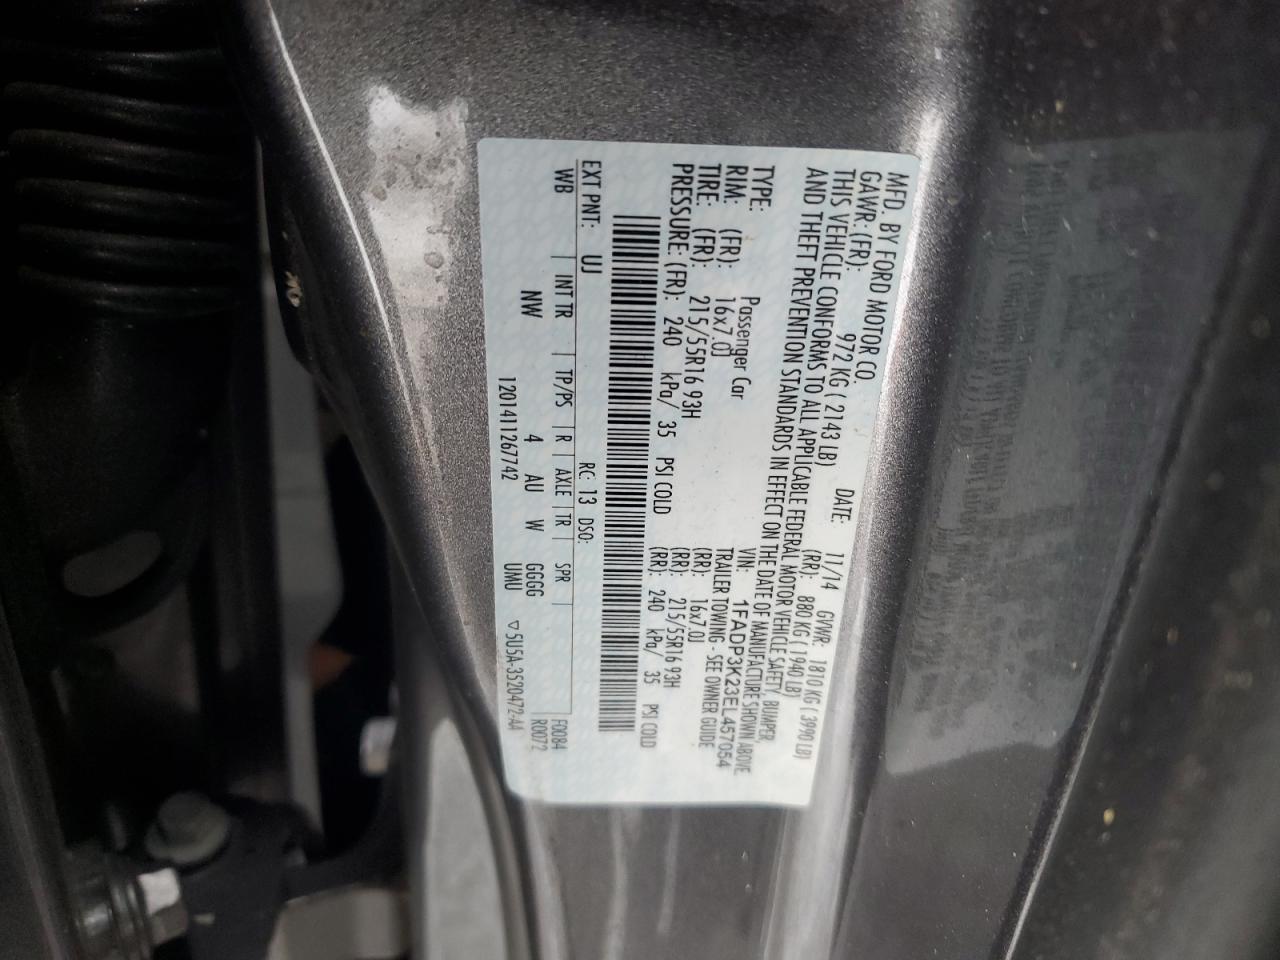 MFD. BY FORD MOTOR CO. DATE: 11/14 GVWR: 1810 KG ( 3990 LB)
GAWR: (FR): 972 KG ( 2143 LB) (RR): 880 KG ( 1940 LB)
THIS VEHICLE CONFORMS TO ALL APPLICABLE FEDERAL MOTOR VEHICLE SAFETY, BUMPER,
AND THEFT PREVENTION STANDARDS IN EFFECT ON THE DATE OF MANUFACTURE SHOWN ABOVE
VIN: 1FADP3K23EL457054
TYPE: Passenger Car TRAILER TOWING - SEE OWNER GUIDE
RIM: (FR): 16x7.0J (RR): 16x7.0J
TIRE: (FR): 215/55R16 93H (RR): 215/55R16 93H
PRESSURE: (FR): 240 kPa/ 35 PSI COLD (RR): 240 kPa/ 35 PSI COLD
EXT PNT: UJ RC: 13 DSO: F0084
WB INT TR TP/PS R AXLE TR SPR R0072
NW 4 AU W GGGG
1201411267742 UMU ▽5U5A-3520472-AA